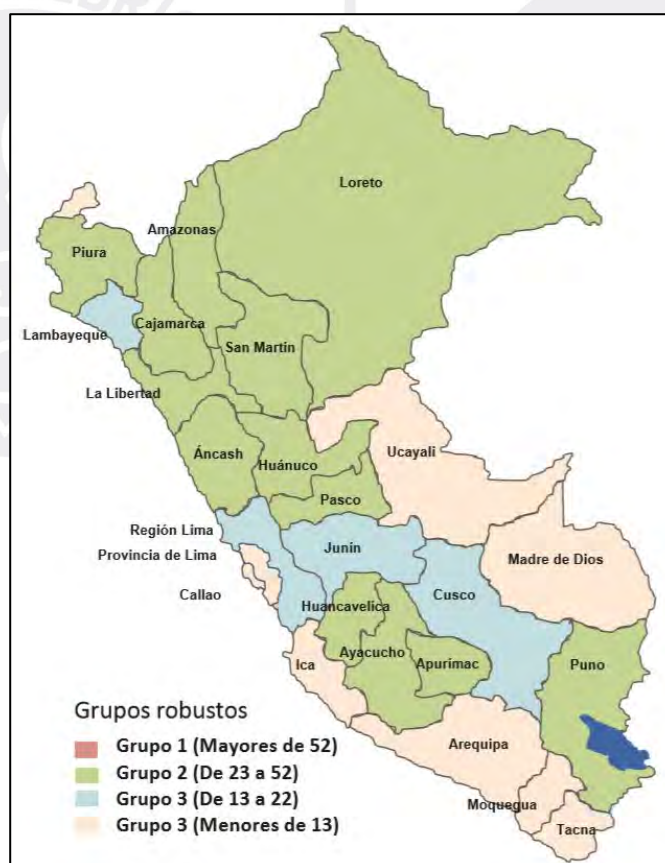 Loreto
Amazonas
Piura
Lambayeque
Cajamarca
San Martín
La Libertad
Áncash
Huánuco
Ucayali
Pasco
Región Lima
Junín
Provincia de Lima
Madre de Dios
Callao
Cusco
Huancavelica
Ica
Ayacucho
Apurímac
Puno
Grupos robustos
Grupo 1 (Mayores de 52)
Grupo 2 (De 23 a 52)
Grupo 3 (De 13 a 22)
Grupo 3 (Menores de 13)
Arequipa
Moquegua
Tacna